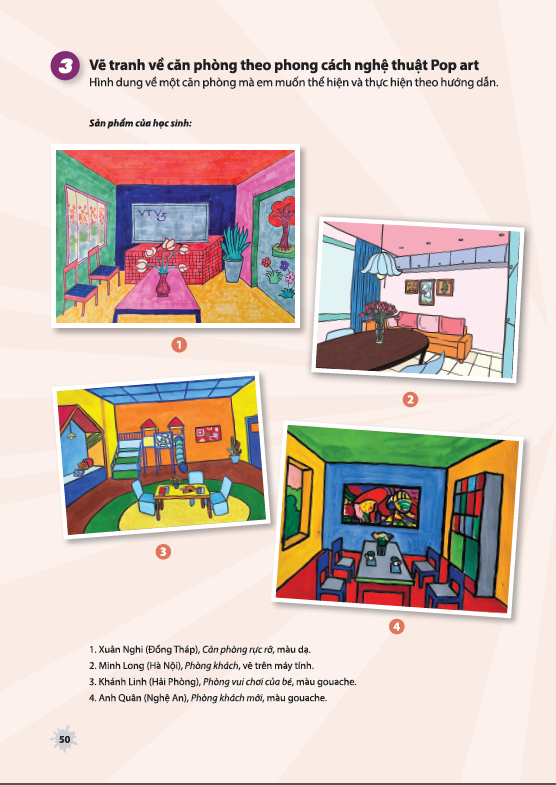 3 Vẽ tranh về căn phòng theo phong cách nghệ thuật Pop art
Hình dung về một căn phòng mà em muốn thể hiện và thực hiện theo hướng dẫn.
Sản phẩm của học sinh:
VTV3
1
2
3
4
1. Xuân Nghi (Đồng Tháp), Căn phòng rực rỡ, màu dạ.
2. Minh Long (Hà Nội), Phòng khách, vẽ trên máy tính.
3. Khánh Linh (Hải Phòng), Phòng vui chơi của bé, màu gouache.
4. Anh Quân (Nghệ An), Phòng khách mới, màu gouache.
50